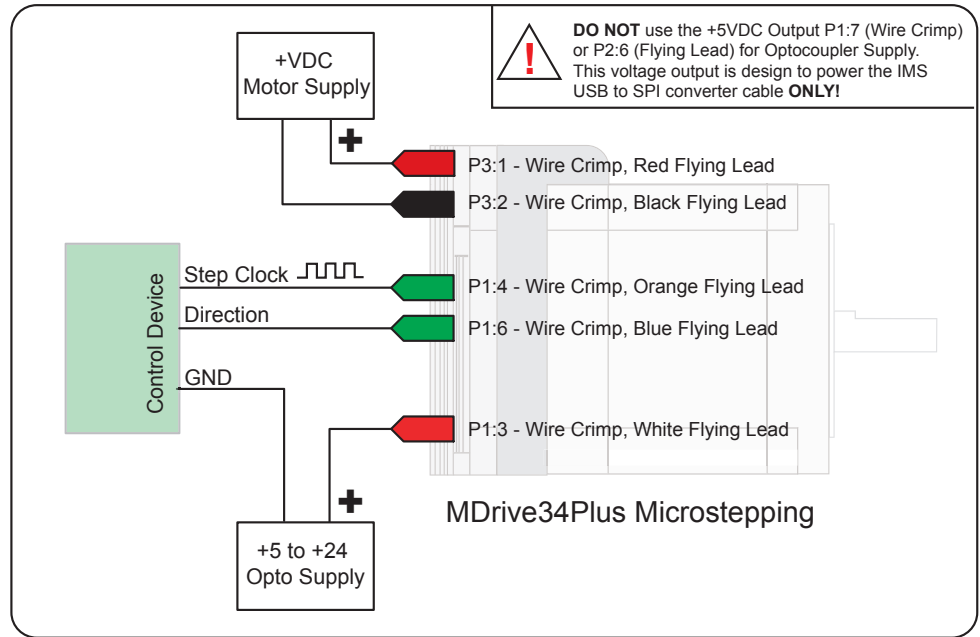 DO NOT use the +5VDC Output P1:7 (Wire Crimp)
or P2:6 (Flying Lead) for Optocoupler Supply.
This voltage output is design to power the IMS
USB to SPI converter cable ONLY!
!
+VDC
Motor Supply
+
P3:1 - Wire Crimp, Red Flying Lead
P3:2 - Wire Crimp, Black Flying Lead
Control Device
Step Clock
P1:4 - Wire Crimp, Orange Flying Lead
Direction
P1:6 - Wire Crimp, Blue Flying Lead
GND
P1:3 - Wire Crimp, White Flying Lead
+
MDrive34Plus Microstepping
+5 to +24
Opto Supply